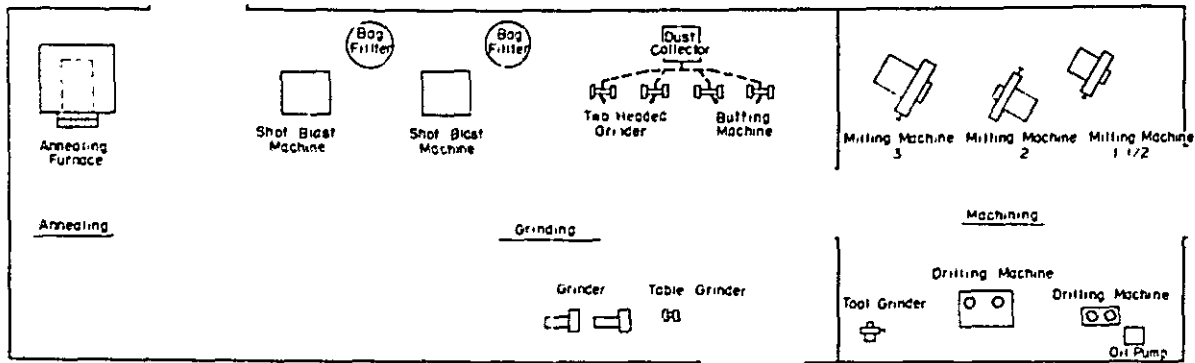 Bag
Filter
Bag
Filter
Dust
Collector
Annealing
Furnace
Shot Blast
Machine
Shot Blast
Machine
Two Headed
Grinder
Buffing
Machine
Milling Machine
3
Milling Machine
2
Milling Machine
1 1/2
Annealing
Grinding
Machining
Grinder
Table Grinder
Tool Grinder
Drilling Machine
Drilling Machine
Oil Pump